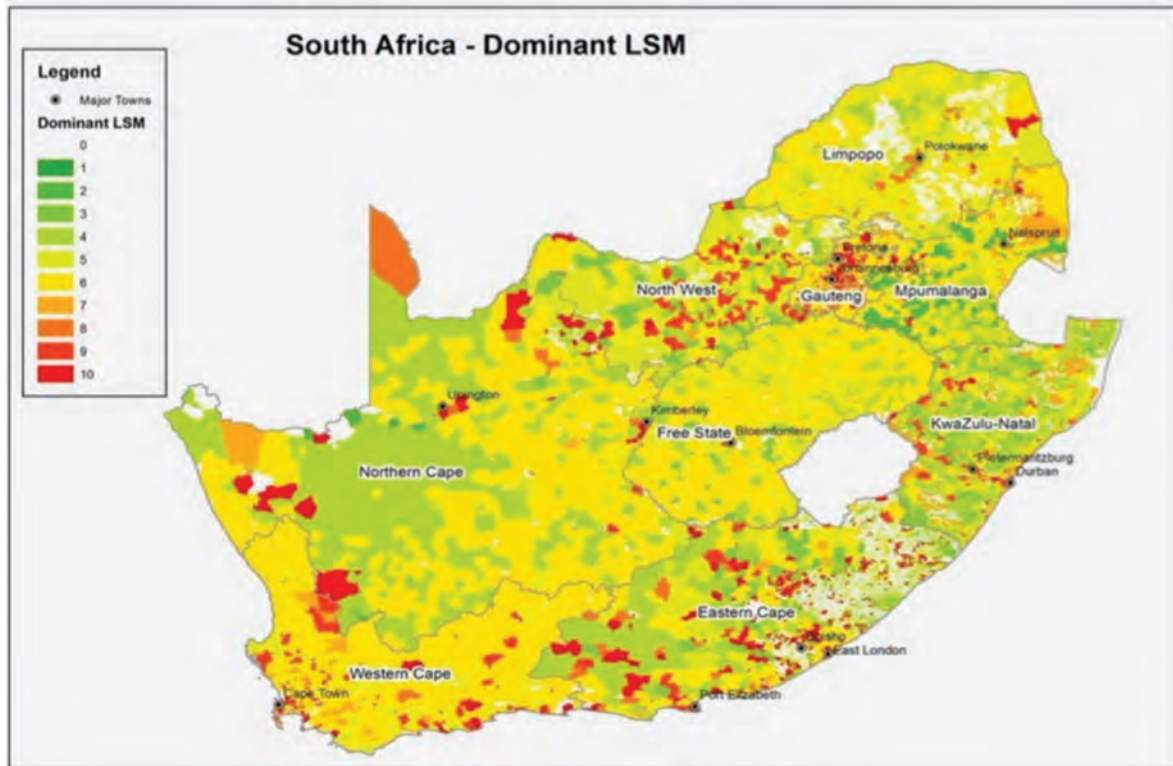 South Africa - Dominant LSM
Legend
Major Towns
Dominant LSM
0
1
2
3
4
5
6
7
8
9
10
Limpopo
Polokwane
Nelspruit
Pretoria
Johannesburg
North West
Gauteng
Mpumalanga
Upington
Kimberley
Free State
Bloemfontein
KwaZulu-Natal
Pietermaritzburg
Durban
Northern Cape
Eastern Cape
Bisho
East London
Western Cape
Cape Town
Port Elizabeth